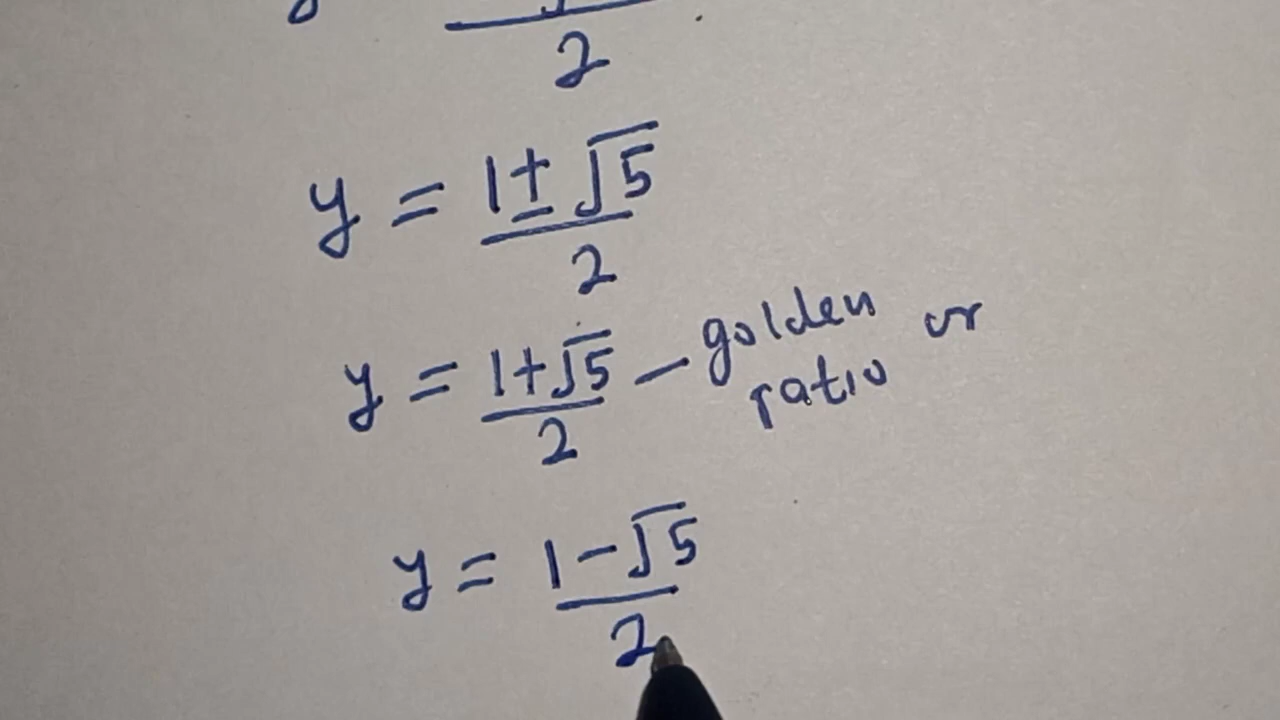 2
y = 1±√5
2
y = 1+√5 – golden or
2 ratio
y = 1-√5
2